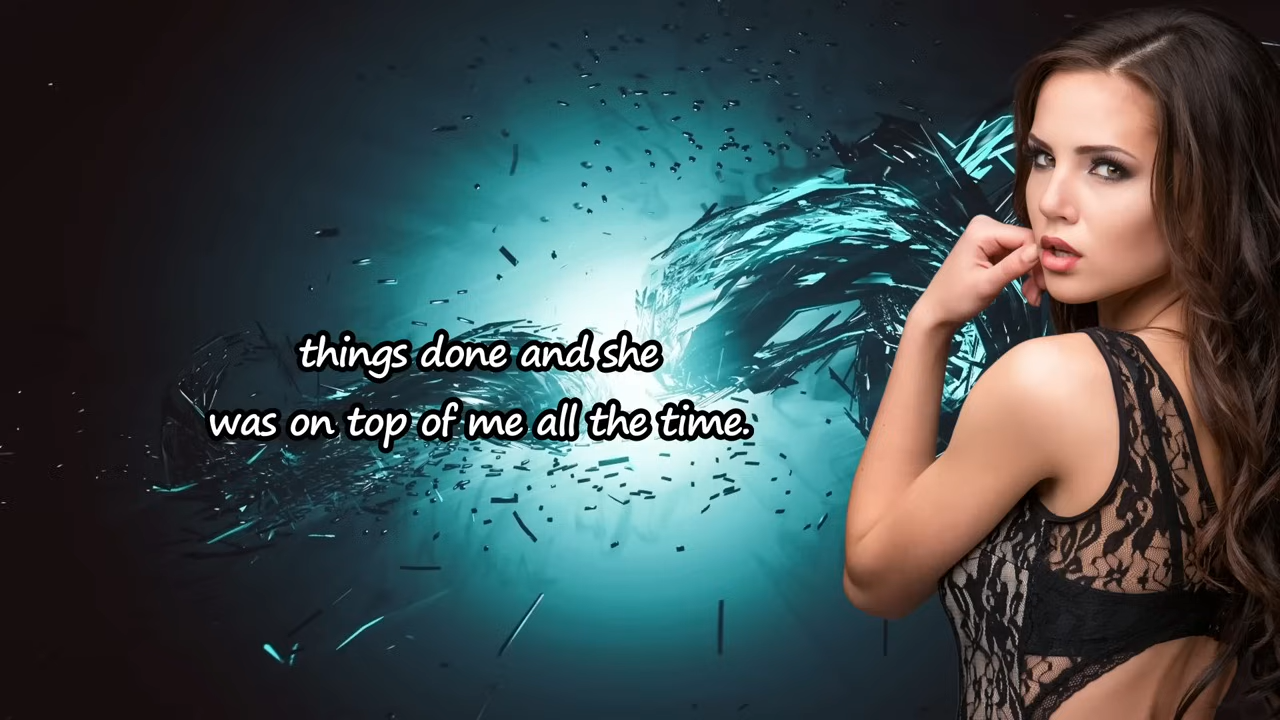 things done and she
was on top of me all the time.